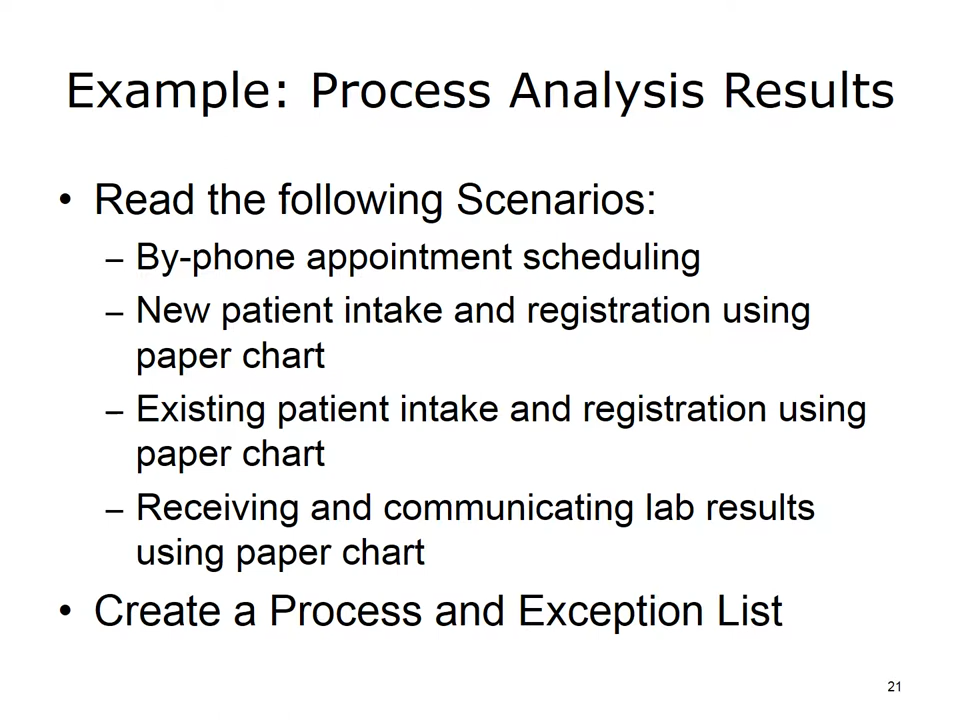 Example: Process Analysis Results
• Read the following Scenarios:
– By-phone appointment scheduling
– New patient intake and registration using
paper chart
– Existing patient intake and registration using
paper chart
– Receiving and communicating lab results
using paper chart
• Create a Process and Exception List
21